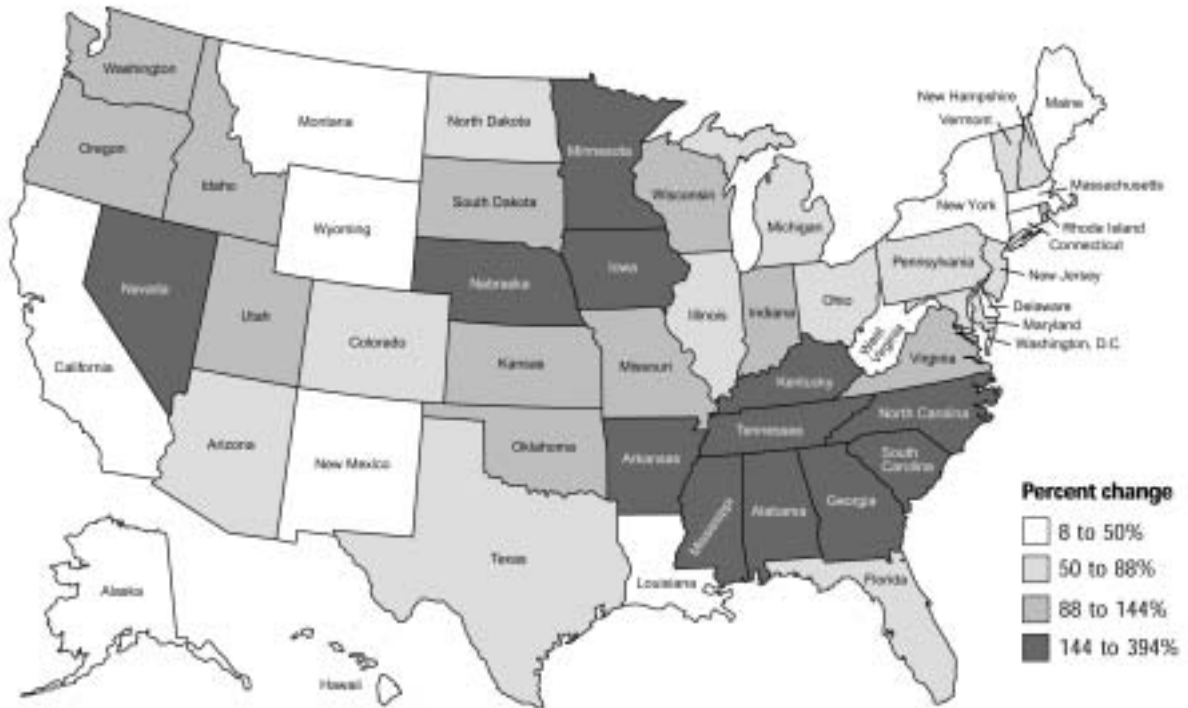 Washington
Montana
North Dakota
Minnesota
New Hampshire
Vermont
Maine
Oregon
Idaho
South Dakota
Wisconsin
Massachusetts
New York
Wyoming
Michigan
Rhode Island
Connecticut
Iowa
Nebraska
Pennsylvania
New Jersey
Nevada
Utah
Illinois
Indiana
Ohio
Delaware
Maryland
Washington, D.C.
West
Virginia
Colorado
California
Kansas
Missouri
Virginia
Kentucky
North Carolina
Tennessee
Arizona
New Mexico
Oklahoma
Arkansas
South
Carolina
Mississippi
Alabama
Georgia
Texas
Louisiana
Florida
Alaska
Hawaii
Percent change
8 to 50%
50 to 88%
88 to 144%
144 to 394%